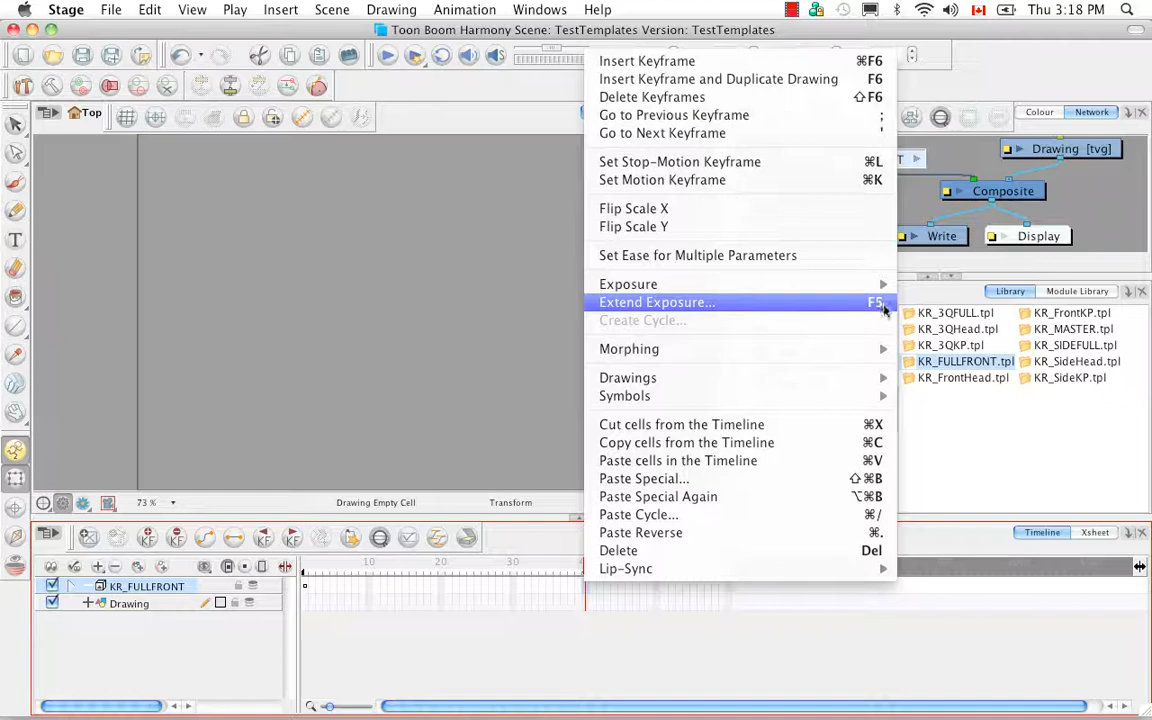 Stage File Edit View Play Insert Scene Drawing Animation Windows Help Thu 3:18 PM
Toon Boom Harmony Scene: TestTemplates Version: TestTemplates
Top
Colour Network
Insert Keyframe ⌘F6
Insert Keyframe and Duplicate Drawing F6
Delete Keyframes ⇧F6
Go to Previous Keyframe ;
Go to Next Keyframe '
Set Stop-Motion Keyframe ⌘L
Set Motion Keyframe ⌘K
Flip Scale X
Flip Scale Y
Set Ease for Multiple Parameters
Exposure
Extend Exposure... F5
Create Cycle...
Morphing
Drawings
Symbols
Cut cells from the Timeline ⌘X
Copy cells from the Timeline ⌘C
Paste cells in the Timeline ⌘V
Paste Special... ⇧⌘B
Paste Special Again ⌥⌘B
Paste Cycle... ⌘/
Paste Reverse ⌘.
Delete Del
Lip-Sync
Drawing [tvg]
T
Composite
Write Display
Library Module Library
KR_3QFULL.tpl KR_FrontKP.tpl
KR_3QHead.tpl KR_MASTER.tpl
KR_3QKP.tpl KR_SIDEFULL.tpl
KR_FULLFRONT.tpl KR_SideHead.tpl
KR_FrontHead.tpl KR_SideKP.tpl
73 % Drawing Empty Cell Transform
Timeline Xsheet
10 20 30
KR_FULLFRONT
Drawing